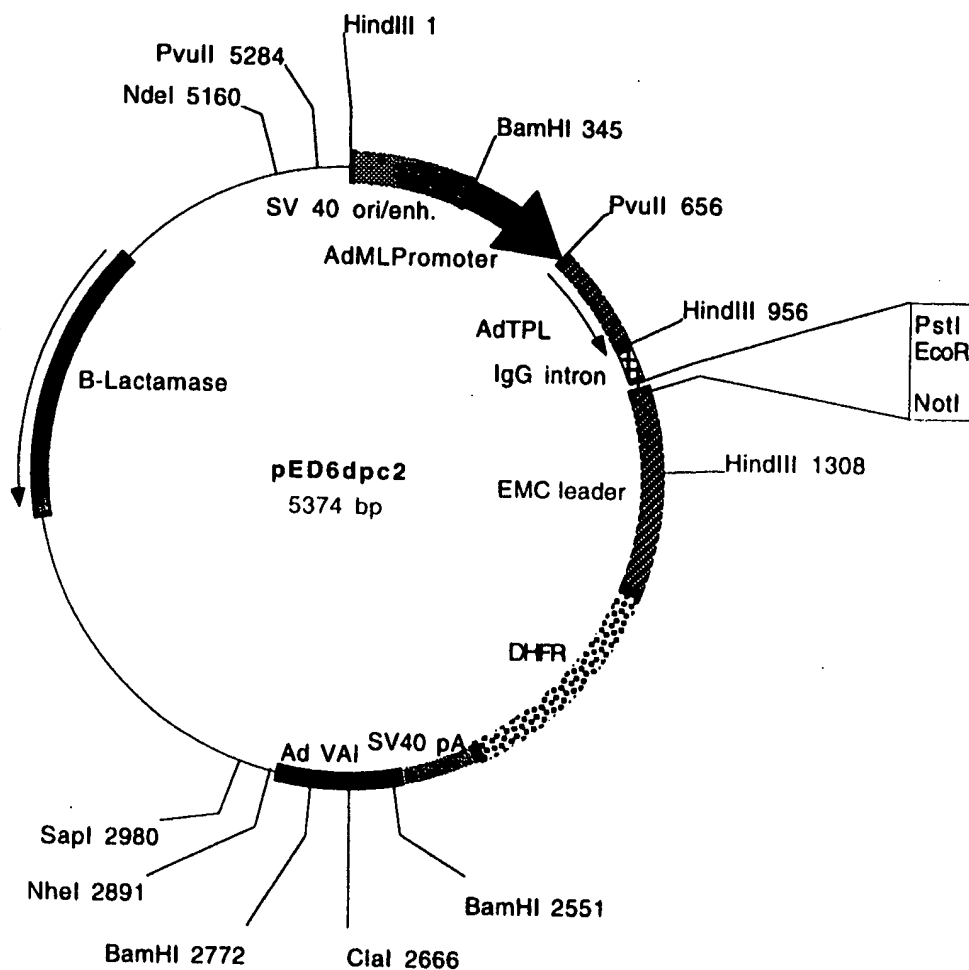 HindIII 1
PvuII 5284
NdeI 5160
BamHI 345
SV 40 ori/enh.
PvuII 656
AdMLPromoter
HindIII 956
AdTPL
PstI
EcoR
IgG intron
B-Lactamase
NotI
HindIII 1308
pED6dpc2
EMC leader
5374 bp
DHFR
SV40 pA
Ad VAI
SapI 2980
NheI 2891
BamHI 2551
BamHI 2772
ClaI 2666